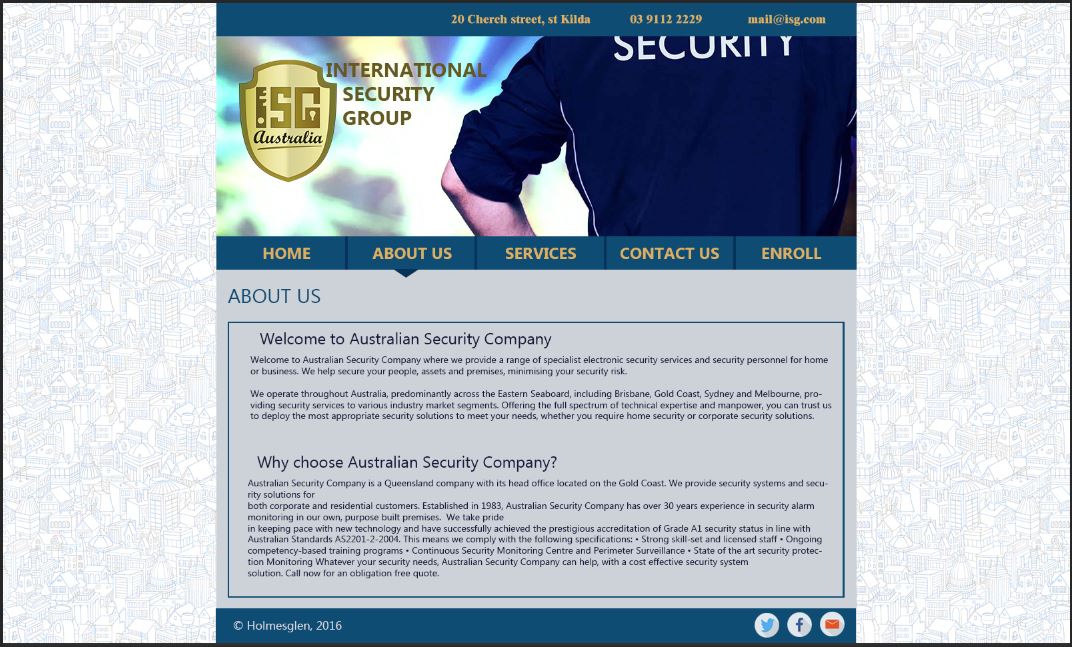 20 Cherch street, st Kilda 03 9112 2229 mail@isg.com
SECURITY
INTERNATIONAL
SECURITY
GROUP
ISG
Australia
HOME ABOUT US SERVICES CONTACT US ENROLL
ABOUT US
Welcome to Australian Security Company
Welcome to Australian Security Company where we provide a range of specialist electronic security services and security personnel for home
or business. We help secure your people, assets and premises, minimising your security risk.
We operate throughout Australia, predominantly across the Eastern Seaboard, including Brisbane, Gold Coast, Sydney and Melbourne, pro-
viding security services to various industry market segments. Offering the full spectrum of technical expertise and manpower, you can trust us
to deploy the most appropriate security solutions to meet your needs, whether you require home security or corporate security solutions.
Why choose Australian Security Company?
Australian Security Company is a Queensland company with its head office located on the Gold Coast. We provide security systems and secu-
rity solutions for
both corporate and residential customers. Established in 1983, Australian Security Company has over 30 years experience in security alarm
monitoring in our own, purpose built premises. We take pride
in keeping pace with new technology and have successfully achieved the prestigious accreditation of Grade A1 security status in line with
Australian Standards AS2201-2-2004. This means we comply with the following specifications: • Strong skill-set and licensed staff • Ongoing
competency-based training programs • Continuous Security Monitoring Centre and Perimeter Surveillance • State of the art security protec-
tion Monitoring Whatever your security needs, Australian Security Company can help, with a cost effective security system
solution. Call now for an obligation free quote.
© Holmesglen, 2016